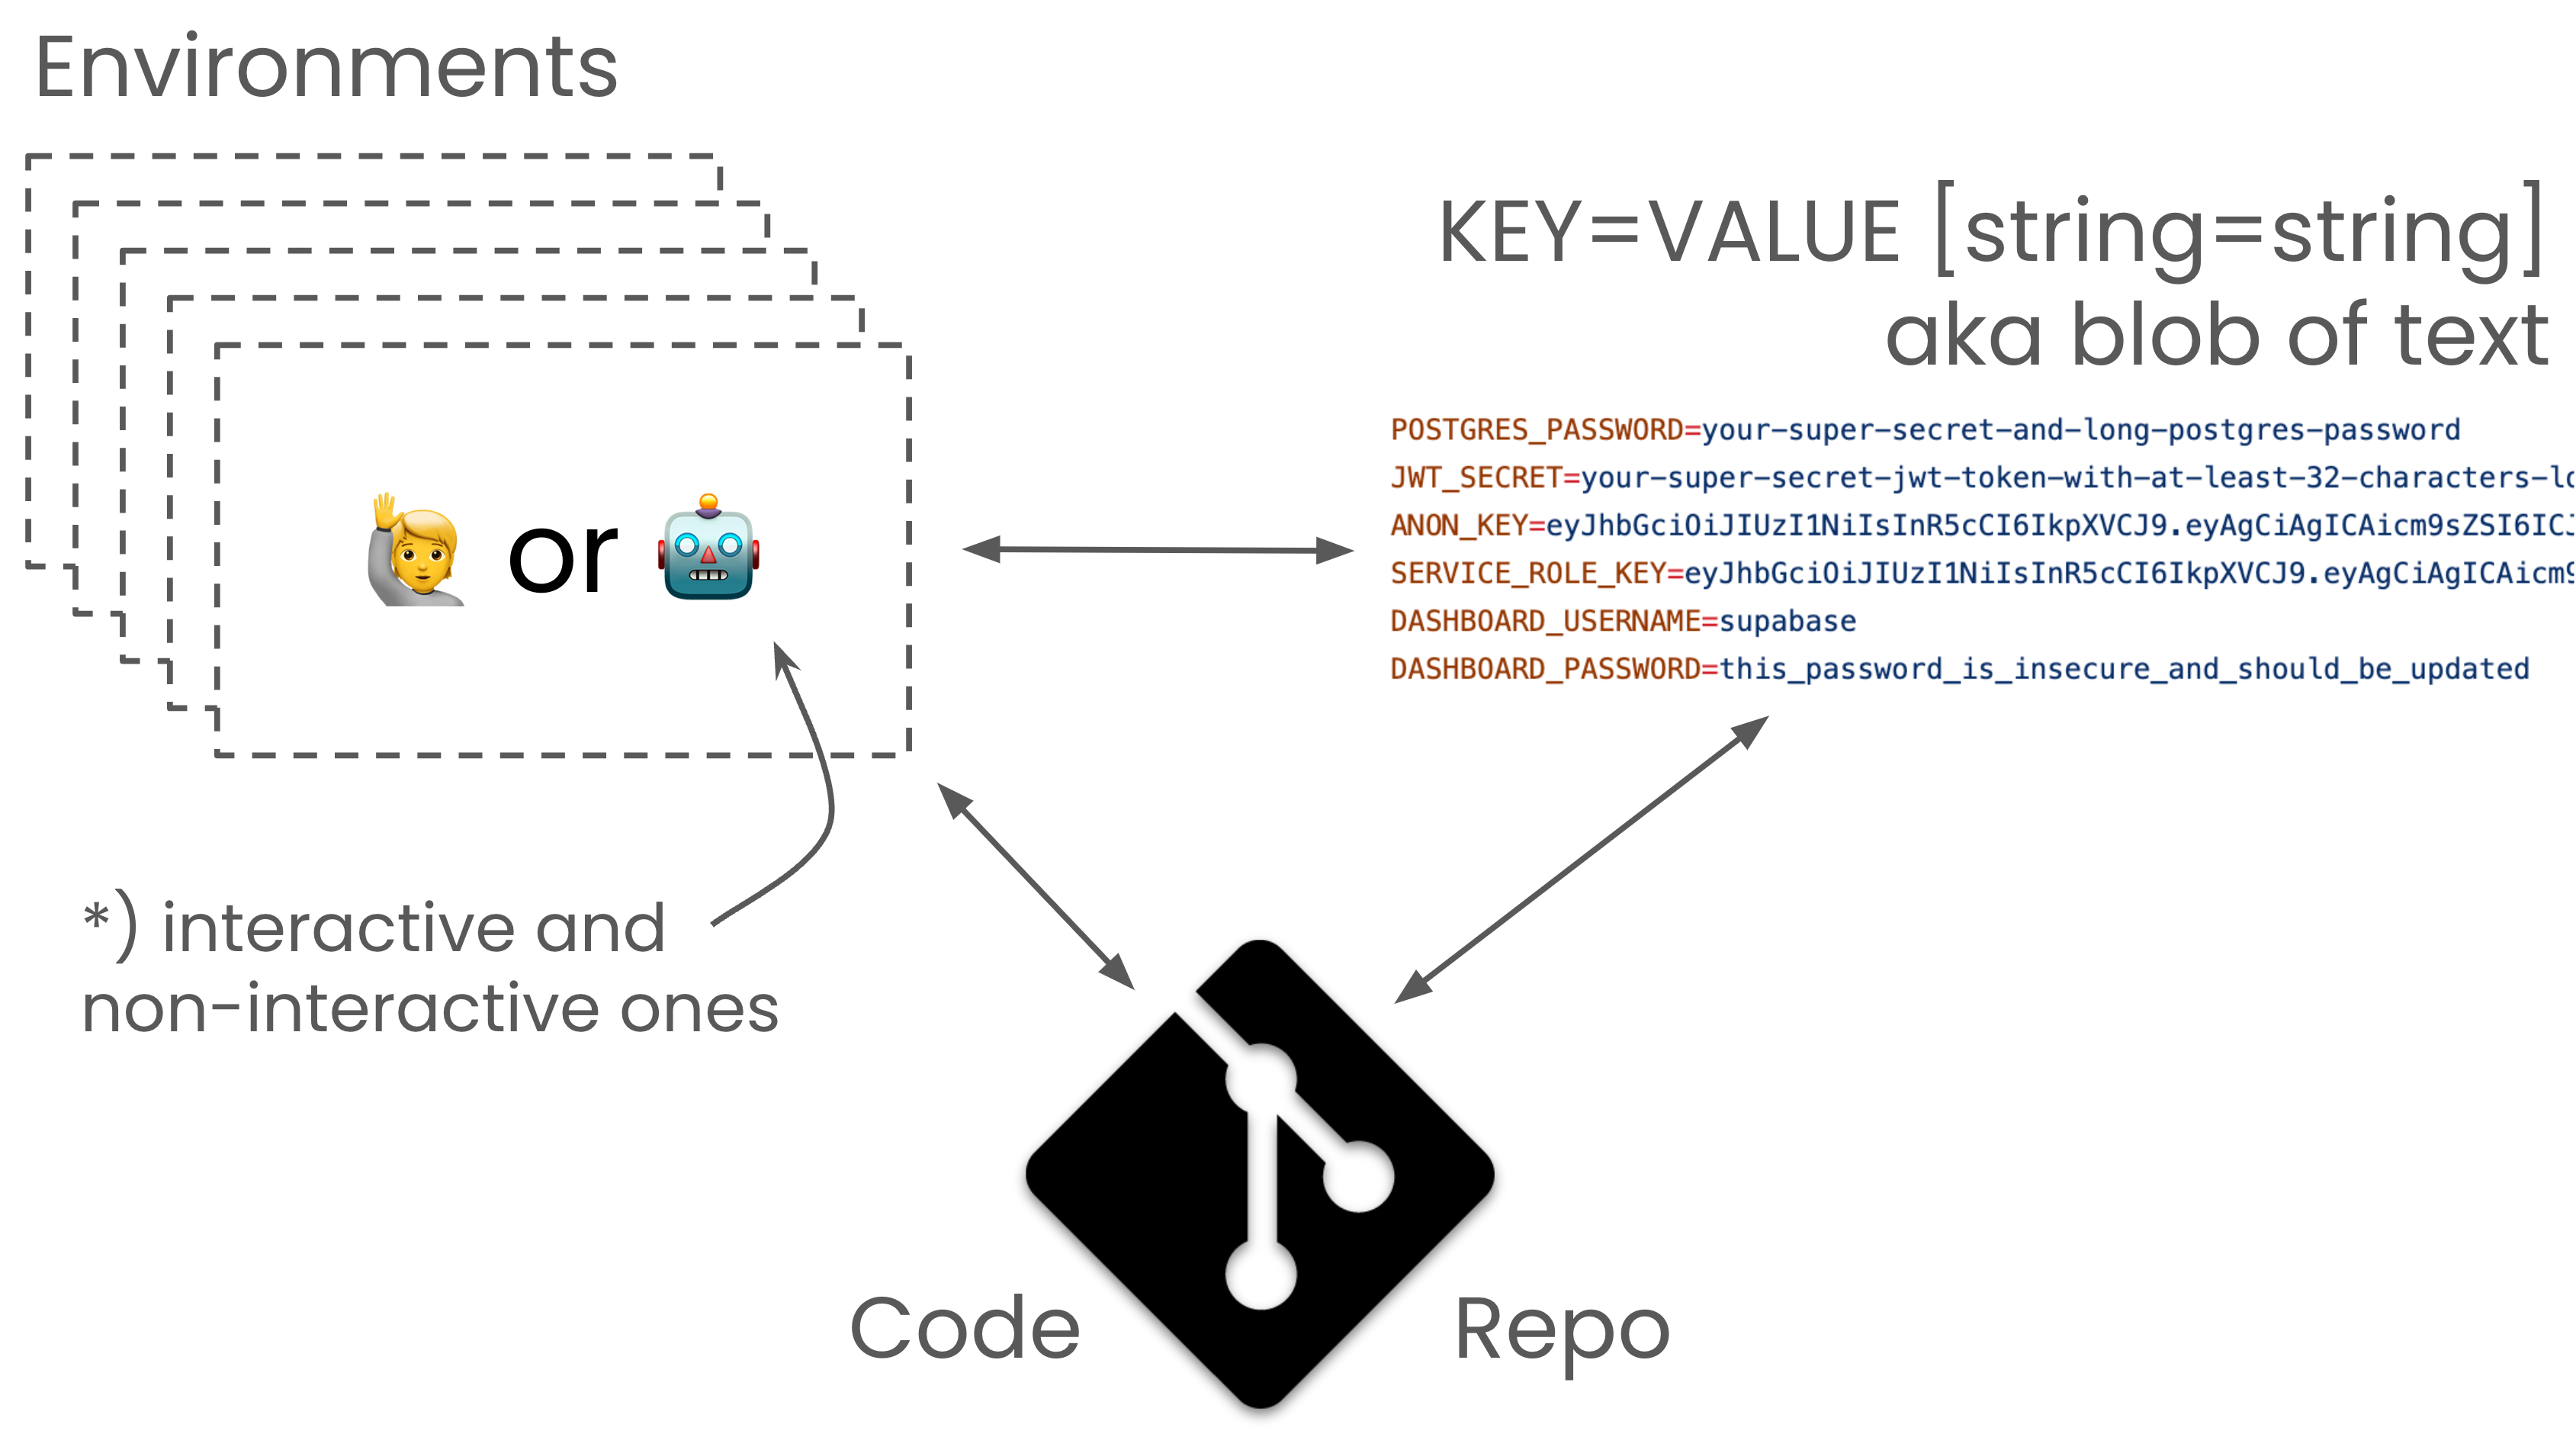 Environments
KEY=VALUE [string=string]
aka blob of text
POSTGRES_PASSWORD=your-super-secret-and-long-postgres-password
JWT_SECRET=your-super-secret-jwt-token-with-at-least-32-characters-lo
ANON_KEY=eyJhbGciOiJIUzI1NiIsInR5cCI6IkpXVCJ9.eyAgCiAgICAicm9sZSI6ICJ
SERVICE_ROLE_KEY=eyJhbGciOiJIUzI1NiIsInR5cCI6IkpXVCJ9.eyAgCiAgICAicm9
DASHBOARD_USERNAME=supabase
DASHBOARD_PASSWORD=this_password_is_insecure_and_should_be_updated
or
*) interactive and
non-interactive ones
Code Repo